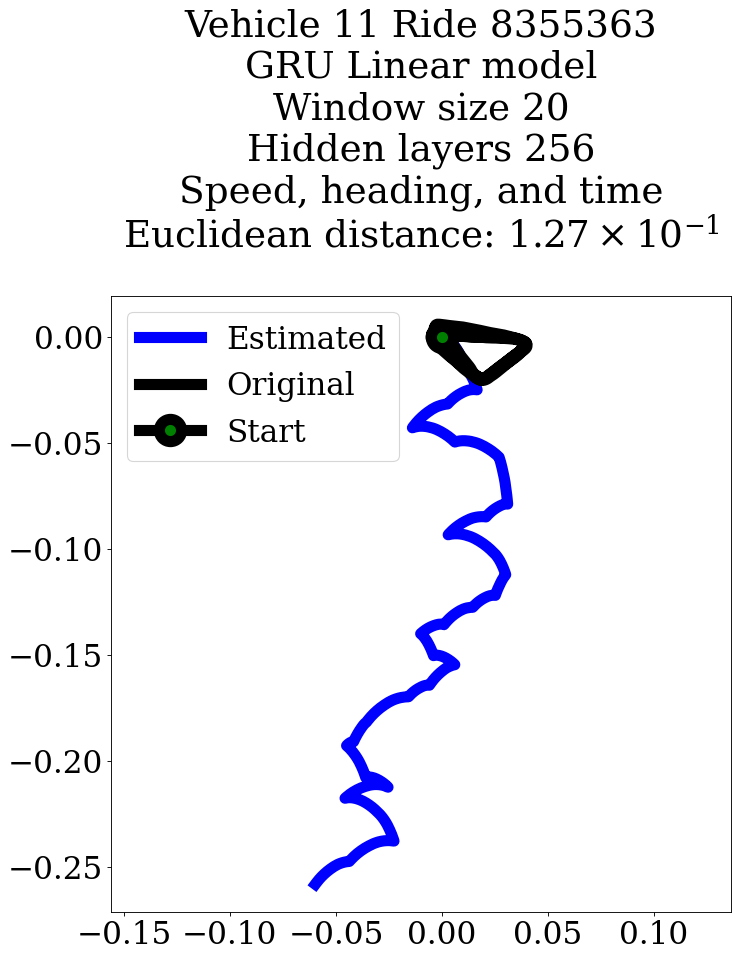 Vehicle 11 Ride 8355363
GRU Linear model
Window size 20
Hidden layers 256
Speed, heading, and time
Euclidean distance: 1.27 × 10⁻¹
Estimated
Original
Start
0.00
−0.05
−0.10
−0.15
−0.20
−0.25
−0.15 −0.10 −0.05 0.00 0.05 0.10